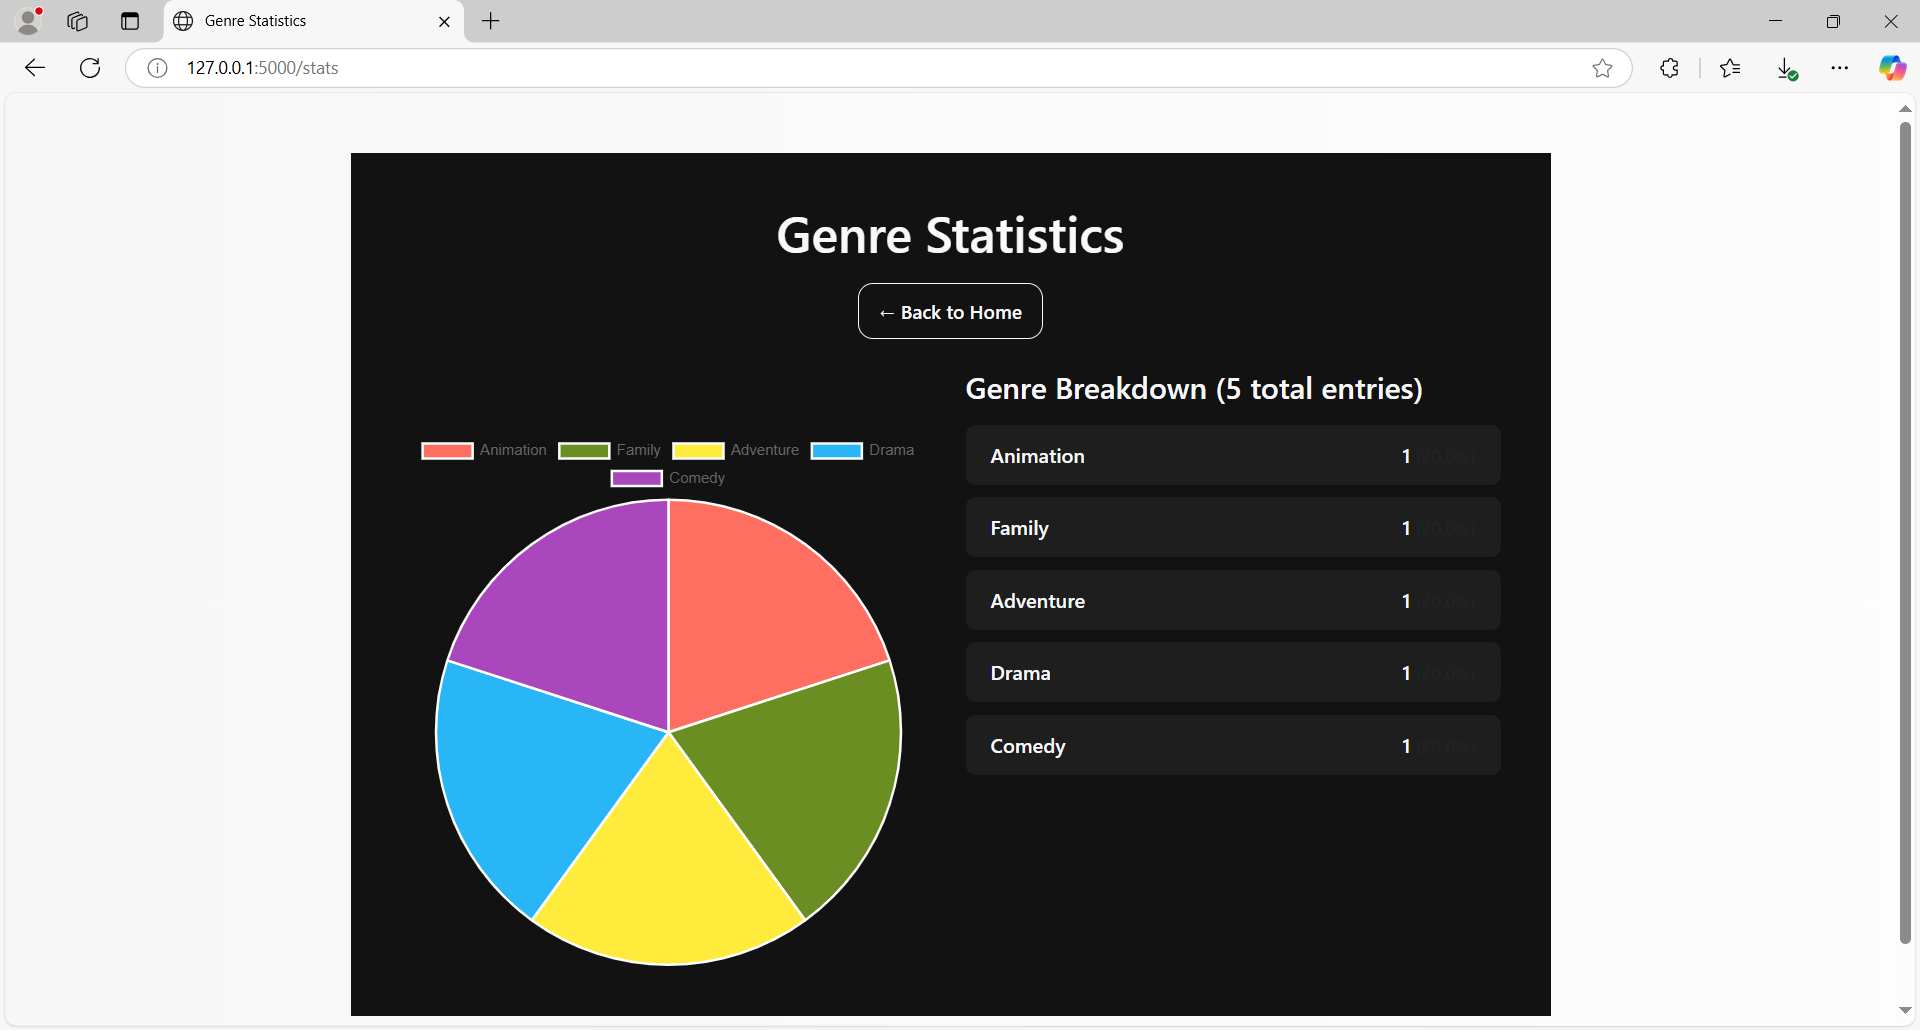 Genre Statistics
127.0.0.1:5000/stats
Genre Statistics
← Back to Home
Animation Family Adventure Drama
Comedy
Genre Breakdown (5 total entries)
Animation 1 (20.0%)
Family 1 (20.0%)
Adventure 1 (20.0%)
Drama 1 (20.0%)
Comedy 1 (20.0%)